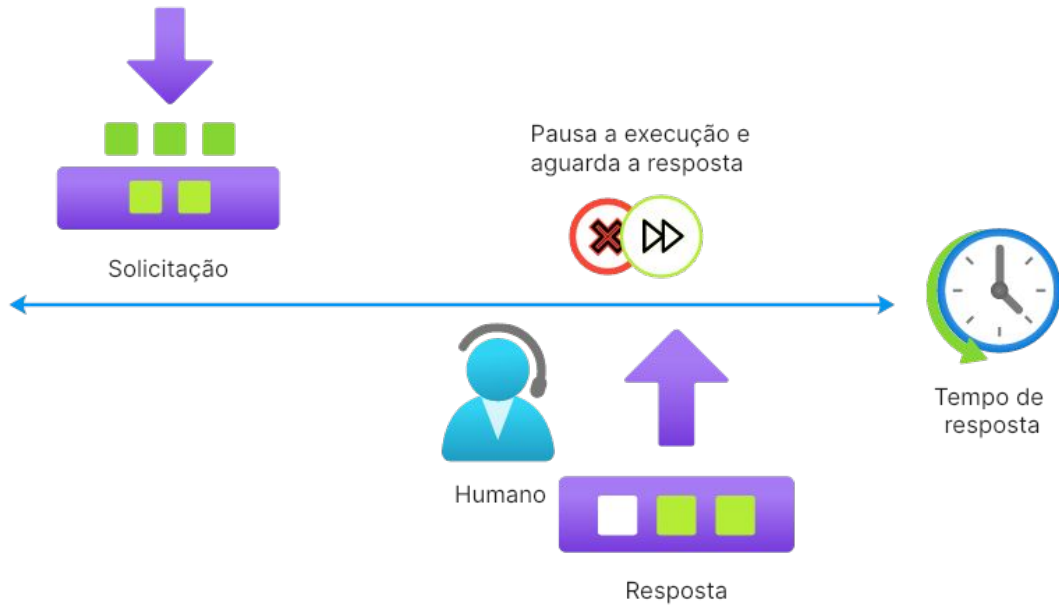 Pausa a execução e
aguarda a resposta
Solicitação
Tempo de
resposta
Humano
Resposta